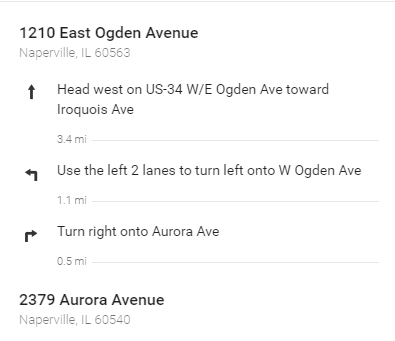 1210 East Ogden Avenue
Naperville, IL 60563
Head west on US-34 W/E Ogden Ave toward
Iroquois Ave
3.4 mi
Use the left 2 lanes to turn left onto W Ogden Ave
1.1 mi
Turn right onto Aurora Ave
0.5 mi
2379 Aurora Avenue
Naperville, IL 60540